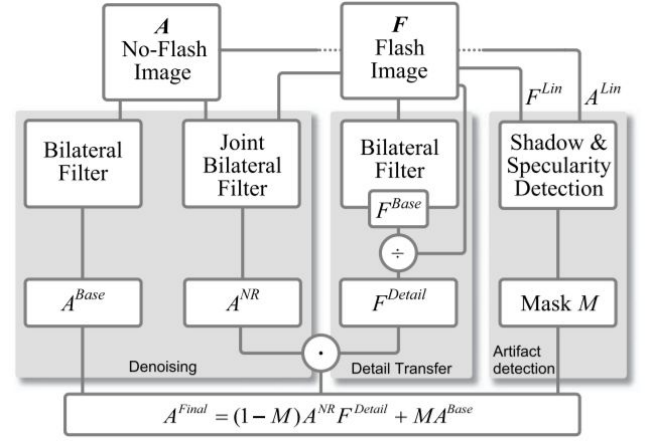 A
No-Flash
Image
F
Flash
Image
F^Lin
A^Lin
Bilateral
Filter
Joint
Bilateral
Filter
Bilateral
Filter
F^Base
Shadow &
Specularity
Detection
÷
A^Base
A^NR
F^Detail
Mask M
·
Denoising
Detail Transfer
Artifact
detection
A^Final = (1 − M)A^NR F^Detail + MA^Base